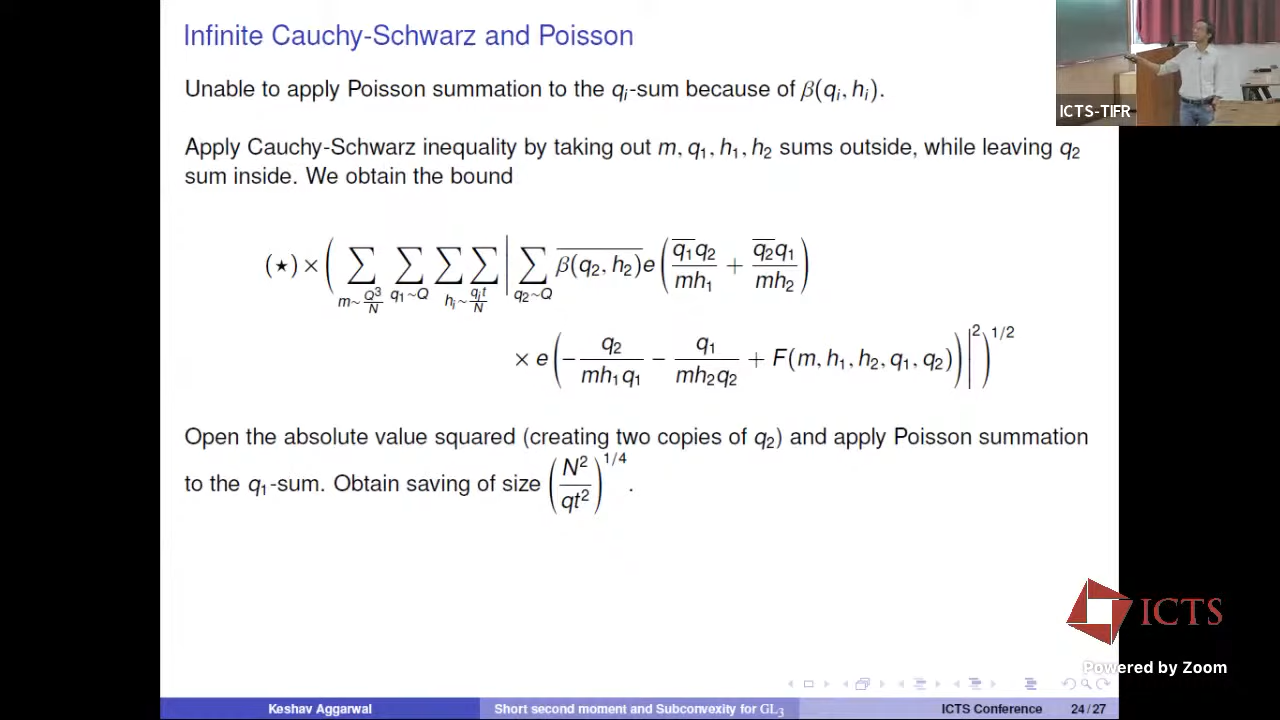 Infinite Cauchy-Schwarz and Poisson
Unable to apply Poisson summation to the q_i-sum because of β(q_i, h_i).
ICTS-TIFR
Apply Cauchy-Schwarz inequality by taking out m, q_1, h_1, h_2 sums outside, while leaving q_2
sum inside. We obtain the bound
(⋆) × ( ∑_{m∼Q^3/N} ∑_{q_1∼Q} ∑∑_{h_i∼q_i t/N} | ∑_{q_2∼Q} \overline{β(q_2, h_2)} e( \overline{q_1}q_2/mh_1 + \overline{q_2}q_1/mh_2 )
× e( − q_2/mh_1q_1 − q_1/mh_2q_2 + F(m, h_1, h_2, q_1, q_2) ) |^2 )^{1/2}
Open the absolute value squared (creating two copies of q_2) and apply Poisson summation
to the q_1-sum. Obtain saving of size (N^2/qt^2)^{1/4}.
ICTS
Powered by Zoom
Keshav Aggarwal Short second moment and Subconvexity for GL_3 ICTS Conference 24 / 27